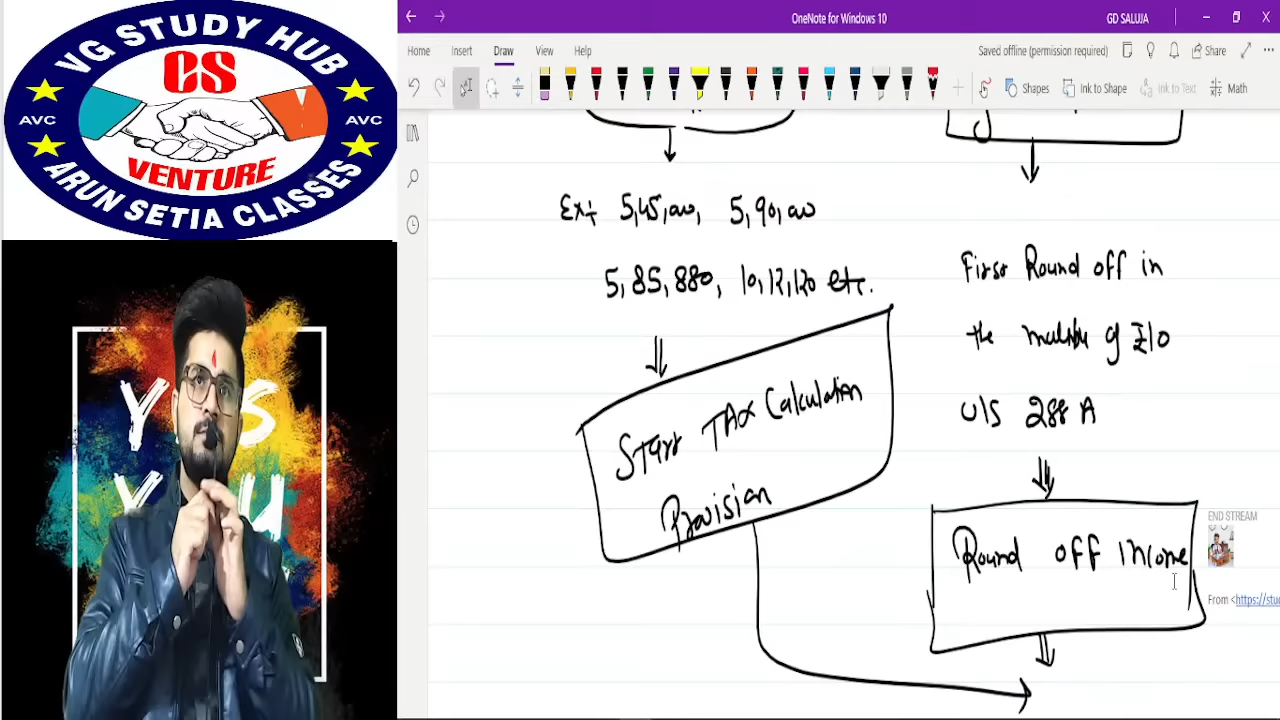 VG STUDY HUB
CS
AVC
AVC
VENTURE
ARUN SETIA CLASSES
Y S
Y U
OneNote for Windows 10
GD SALUJA
Home Insert Draw View Help
Saved offline (permission required)
Share
Shapes
Ink to Shape
Ink to Text
Math
Ex:- 5,45,000, 5,90,000
5,85,880, 10,12,120 etc.
Start TAX Calculation
Provision
First Round off in
the multiple of ₹10
U/S 288 A
Round off income
END STREAM
From <https://stu